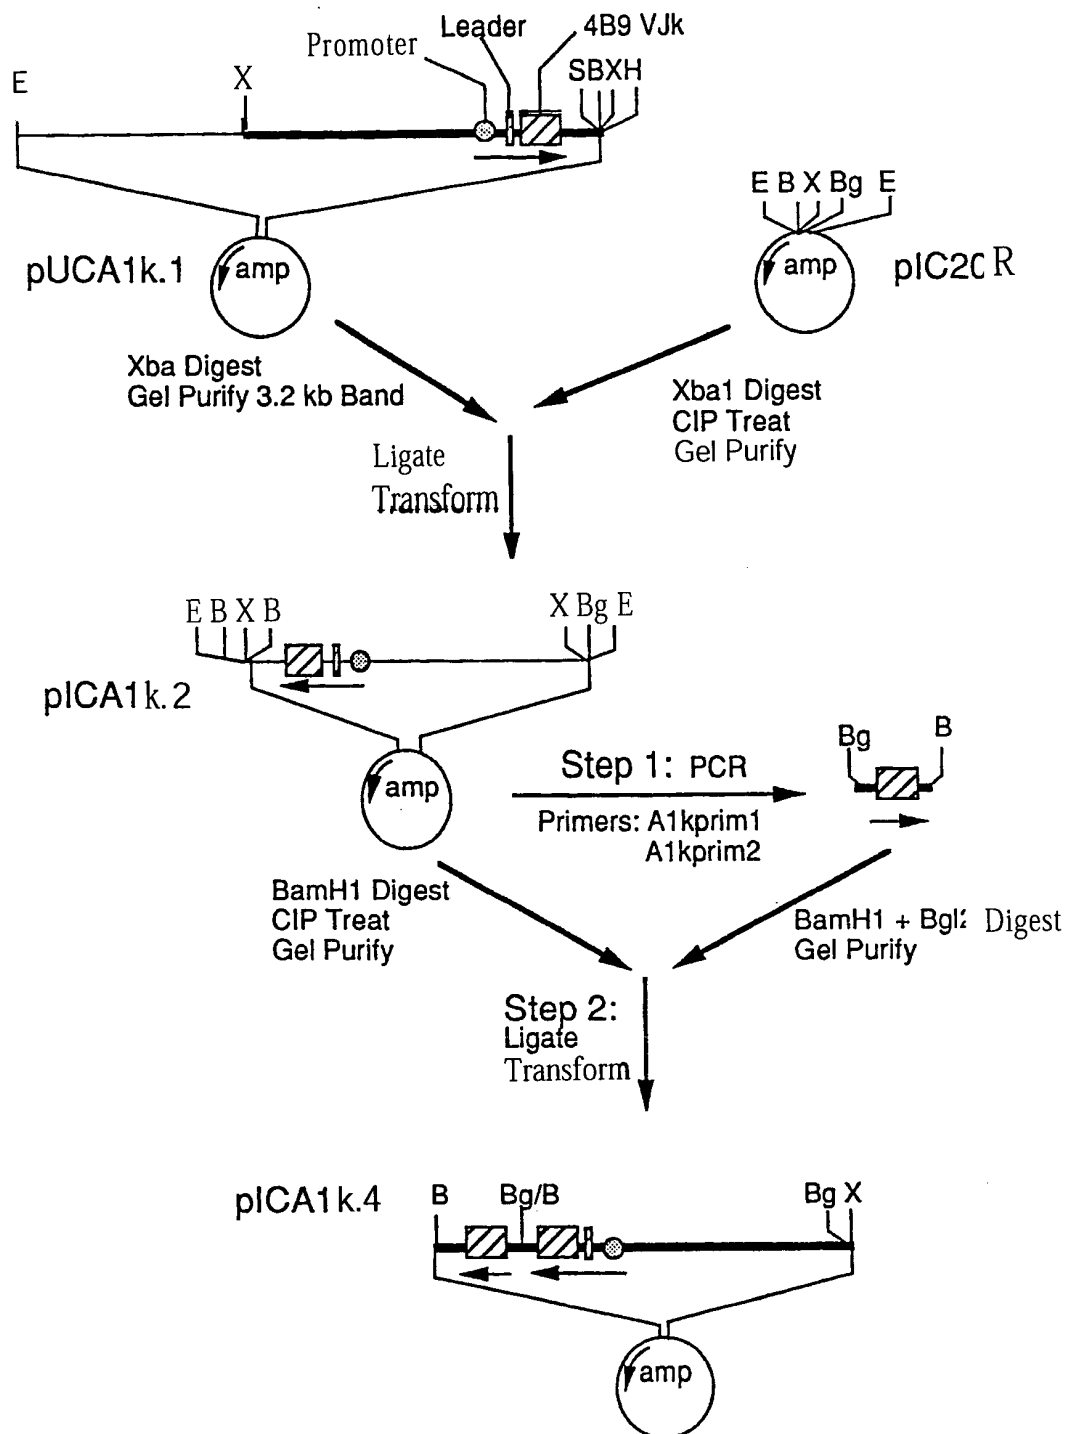 Leader
4B9 VJk
Promoter
E
X
SBXH
E B X Bg E
pUCA1k.1
amp
amp
pIC20 R
Xba Digest
Gel Purify 3.2 kb Band
Xba1 Digest
CIP Treat
Gel Purify
Ligate
Transform
E B X B
X Bg E
pICA1k.2
amp
Step 1: PCR
Primers: A1kprim1
A1kprim2
Bg
B
BamH1 Digest
CIP Treat
Gel Purify
BamH1 + Bgl2 Digest
Gel Purify
Step 2:
Ligate
Transform
pICA1k.4
B
Bg/B
Bg X
amp